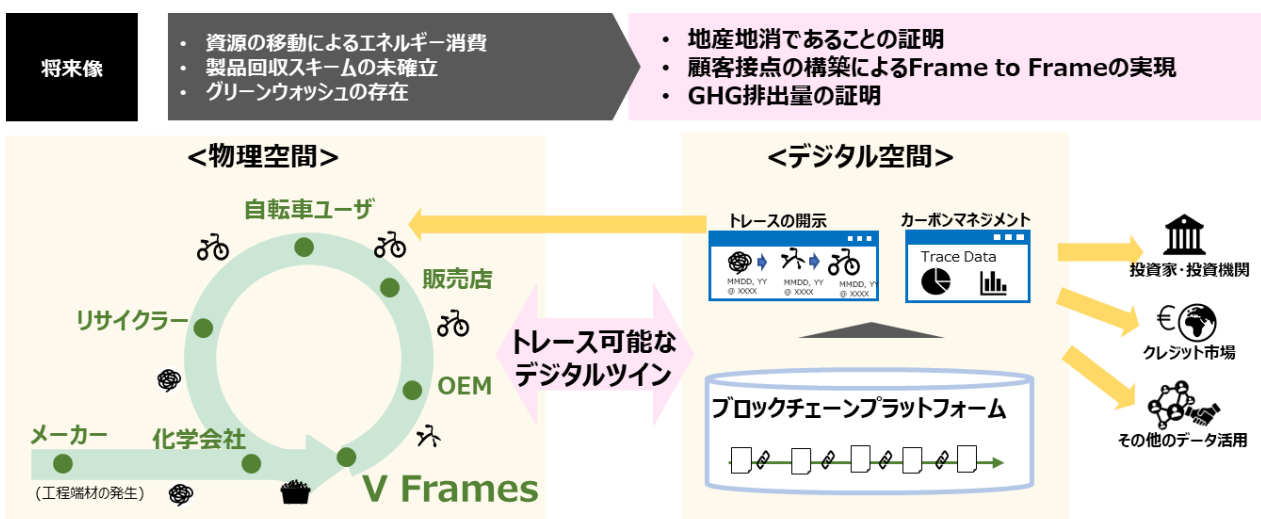 将来像
• 資源の移動によるエネルギー消費
• 製品回収スキームの未確立
• グリーンウォッシュの存在
• 地産地消であることの証明
• 顧客接点の構築によるFrame to Frameの実現
• GHG排出量の証明
<物理空間>
自転車ユーザ
販売店
リサイクラー
OEM
メーカー
化学会社
(工程端材の発生)
V Frames
トレース可能な
デジタルツイン
<デジタル空間>
トレースの開示
MMDD, YY
@ XXXX
MMDD, YY
@ XXXX
MMDD, YY
@ XXXX
カーボンマネジメント
Trace Data
ブロックチェーンプラットフォーム
投資家・投資機関
€
クレジット市場
その他のデータ活用